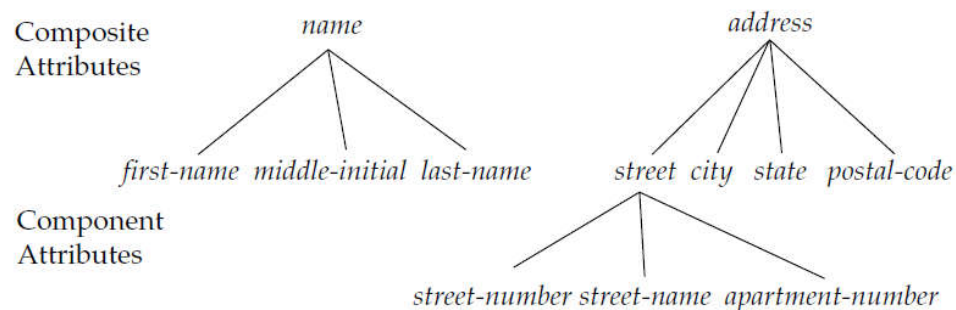 Composite
Attributes
name
address
first-name middle-initial last-name
street city state postal-code
Component
Attributes
street-number street-name apartment-number